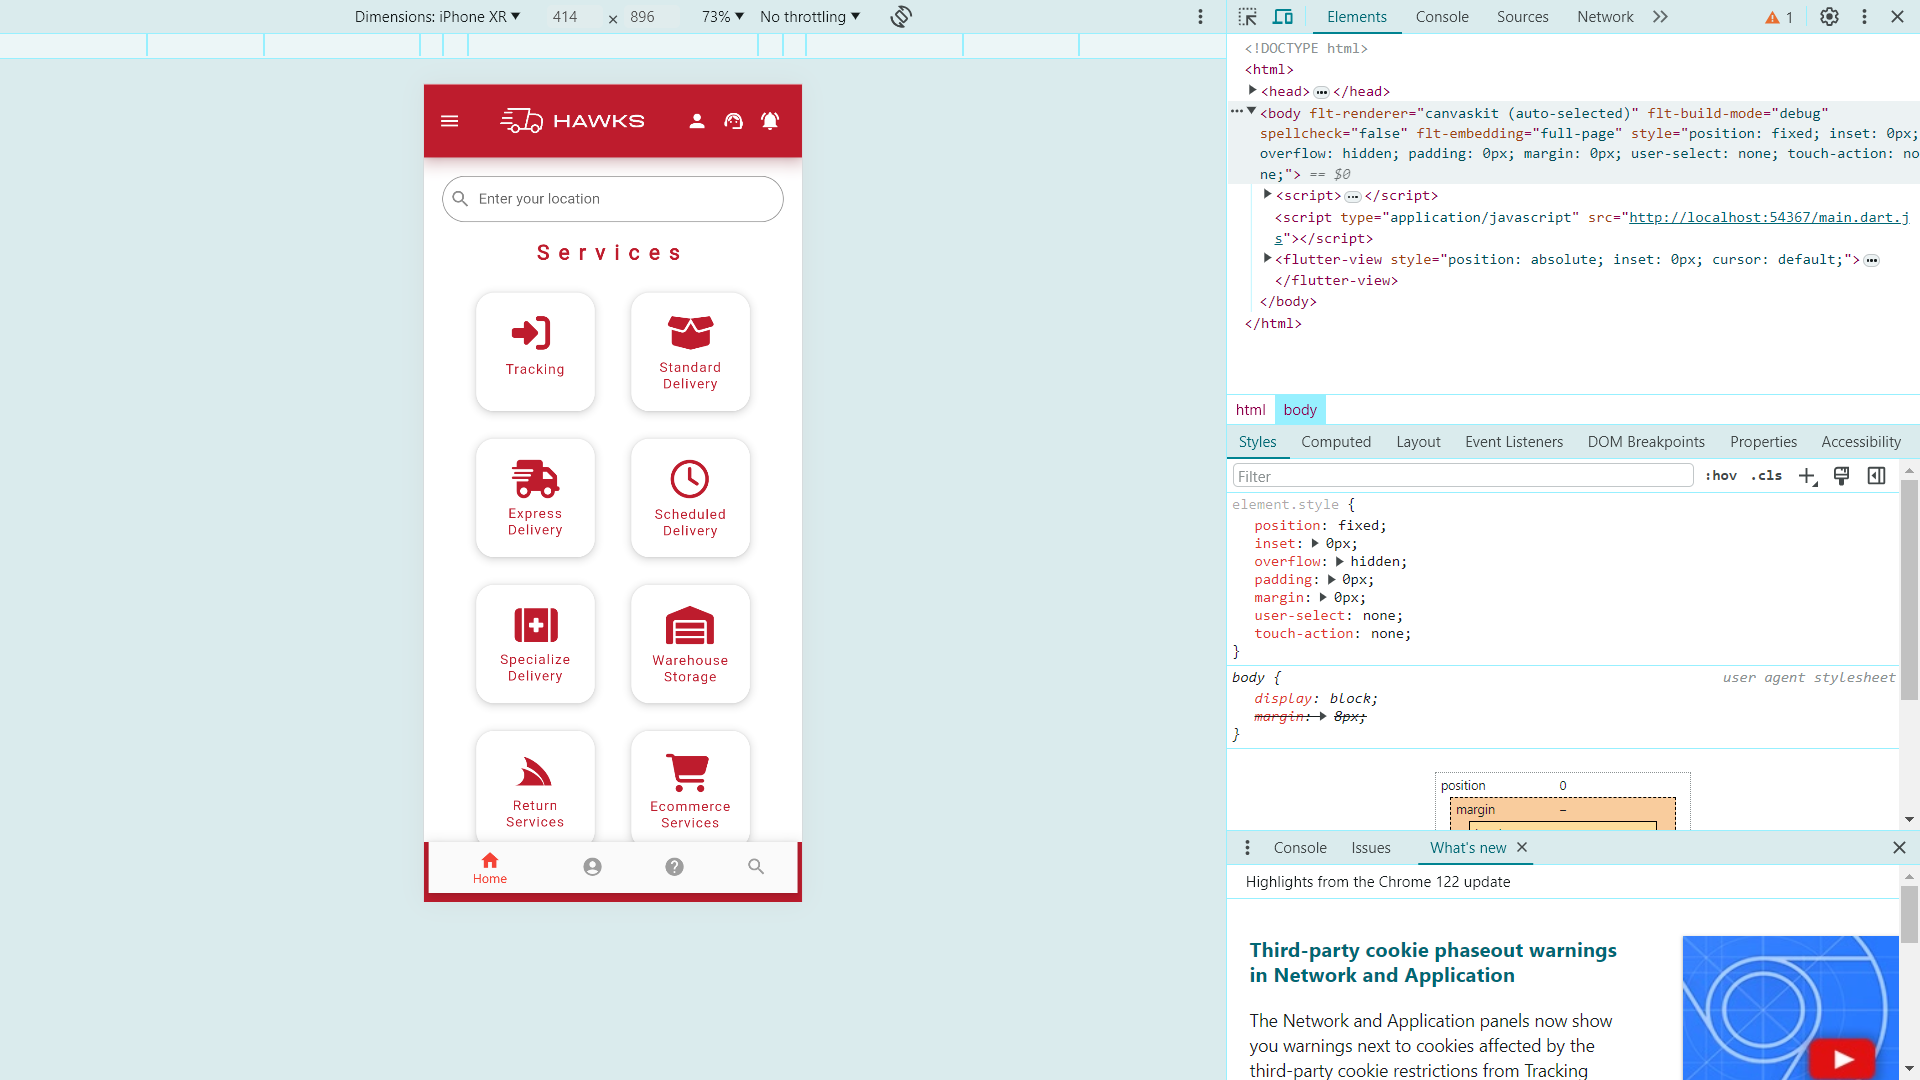 Dimensions: iPhone XR ▼ 414 × 896 73% ▼ No throttling ▼
HAWKS
Enter your location
Services
Tracking
Standard
Delivery
Express
Delivery
Scheduled
Delivery
Specialize
Delivery
Warehouse
Storage
Return
Services
Ecommerce
Services
Home
Elements Console Sources Network 1
<!DOCTYPE html>
<html>
<head> ••• </head>
<body flt-renderer="canvaskit (auto-selected)" flt-build-mode="debug"
spellcheck="false" flt-embedding="full-page" style="position: fixed; inset: 0px;
overflow: hidden; padding: 0px; margin: 0px; user-select: none; touch-action: no
ne;"> == $0
<script> ••• </script>
<script type="application/javascript" src="http://localhost:54367/main.dart.j
s"></script>
<flutter-view style="position: absolute; inset: 0px; cursor: default;"> •••
</flutter-view>
</body>
</html>
html body
Styles Computed Layout Event Listeners DOM Breakpoints Properties Accessibility
Filter :hov .cls
element.style {
position: fixed;
inset: 0px;
overflow: hidden;
padding: 0px;
margin: 0px;
user-select: none;
touch-action: none;
}
body { user agent stylesheet
display: block;
margin: 8px;
}
position 0
margin –
Console Issues What's new
Highlights from the Chrome 122 update
Third-party cookie phaseout warnings
in Network and Application
The Network and Application panels now show
you warnings next to cookies affected by the
third-party cookie restrictions from Tracking